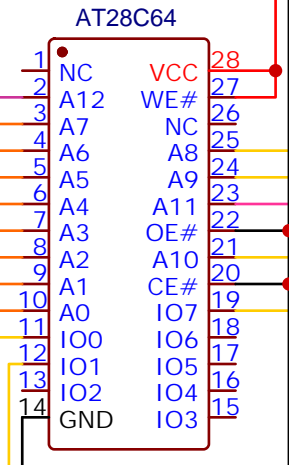 AT28C64
1 NC VCC 28
2 A12 WE# 27
3 A7 NC 26
4 A6 A8 25
5 A5 A9 24
6 A4 A11 23
7 A3 OE# 22
8 A2 A10 21
9 A1 CE# 20
10 A0 IO7 19
11 IO0 IO6 18
12 IO1 IO5 17
13 IO2 IO4 16
14 GND IO3 15